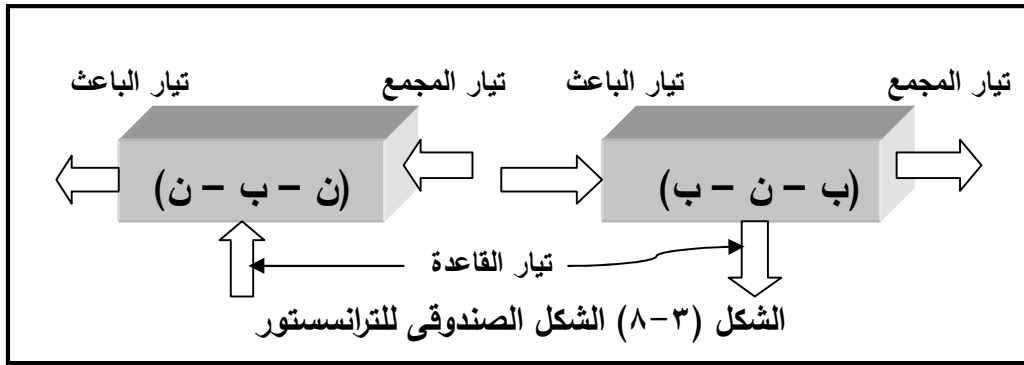 تيار المجمع
تيار الباعث
تيار المجمع
تيار الباعث
(ب – ن – ب)
(ن – ب – ن)
تيار القاعدة
الشكل (٣-٨) الشكل الصندوقى للترانسستور